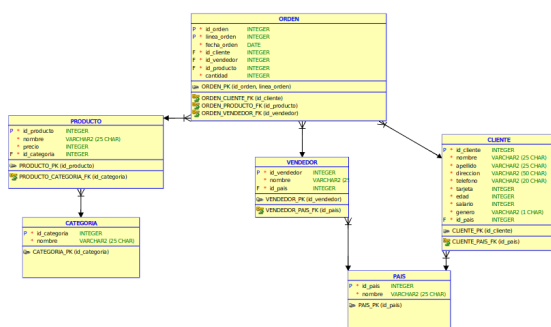 ORDEN
P * id_orden INTEGER
P * linea_orden INTEGER
* fecha_orden DATE
F * id_cliente INTEGER
F * id_vendedor INTEGER
F * id_producto INTEGER
* cantidad INTEGER
ORDEN_PK (id_orden, linea_orden)
ORDEN_CLIENTE_FK (id_cliente)
ORDEN_PRODUCTO_FK (id_producto)
ORDEN_VENDEDOR_FK (id_vendedor)
PRODUCTO
P * id_producto INTEGER
* nombre VARCHAR2 (25 CHAR)
* precio INTEGER
F * id_categoria INTEGER
PRODUCTO_PK (id_producto)
PRODUCTO_CATEGORIA_FK (id_categoria)
VENDEDOR
P * id_vendedor INTEGER
* nombre VARCHAR2 (2
F * id_pais INTEGER
VENDEDOR_PK (id_vendedor)
VENDEDOR_PAIS_FK (id_pais)
CLIENTE
P * id_cliente INTEGER
* nombre VARCHAR2 (25 CHAR)
* apellido VARCHAR2 (25 CHAR)
* direccion VARCHAR2 (50 CHAR)
* telefono VARCHAR2 (20 CHAR)
* tarjeta INTEGER
* edad INTEGER
* salario INTEGER
* genero VARCHAR2 (1 CHAR)
F * id_pais INTEGER
CLIENTE_PK (id_cliente)
CLIENTE_PAIS_FK (id_pais)
CATEGORIA
P * id_categoria INTEGER
* nombre VARCHAR2 (25 CHAR)
CATEGORIA_PK (id_categoria)
PAIS
P * id_pais INTEGER
* nombre VARCHAR2 (25 CHAR)
PAIS_PK (id_pais)